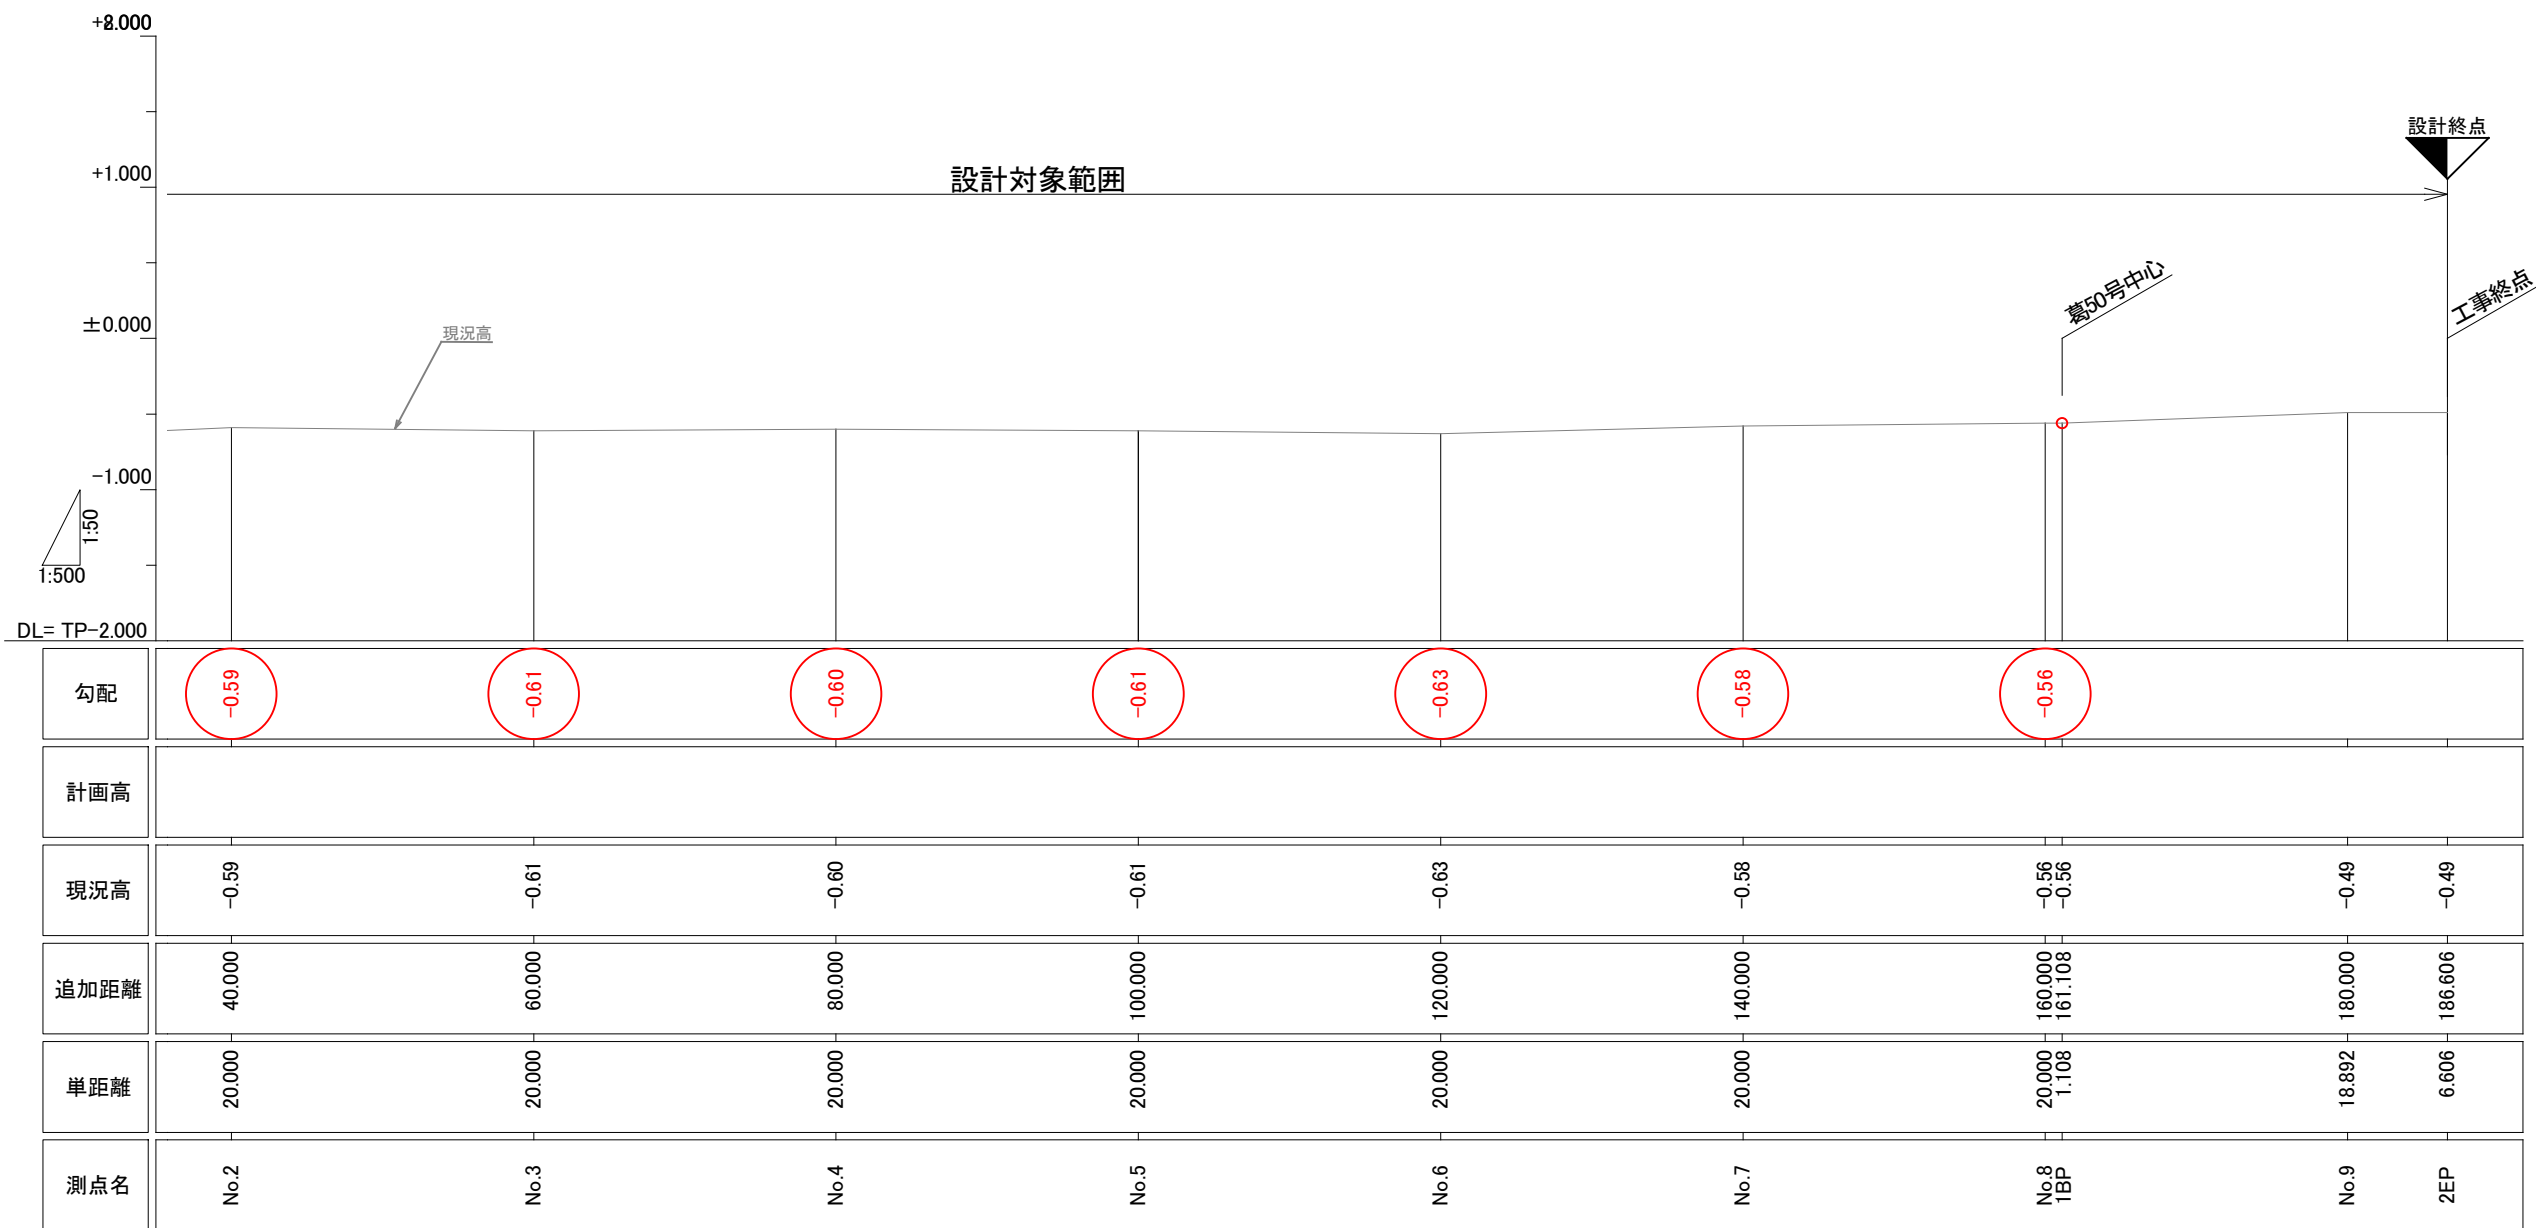 +2.000
設計終点
+1.000
設計対象範囲
葛50号中心
工事終点
±0.000
現況高
-1.000
1:50
1:500
DL= TP-2.000
勾配
-0.59 -0.61 -0.60 -0.61 -0.63 -0.58 -0.56
計画高
現況高
-0.59 -0.61 -0.60 -0.61 -0.63 -0.58 -0.56 -0.56 -0.49 -0.49
追加距離
40.000 60.000 80.000 100.000 120.000 140.000 160.000 161.108 180.000 186.606
単距離
20.000 20.000 20.000 20.000 20.000 20.000 20.000 1.108 18.892 6.606
測点名
No.2 No.3 No.4 No.5 No.6 No.7 No.8 1BP No.9 2EP